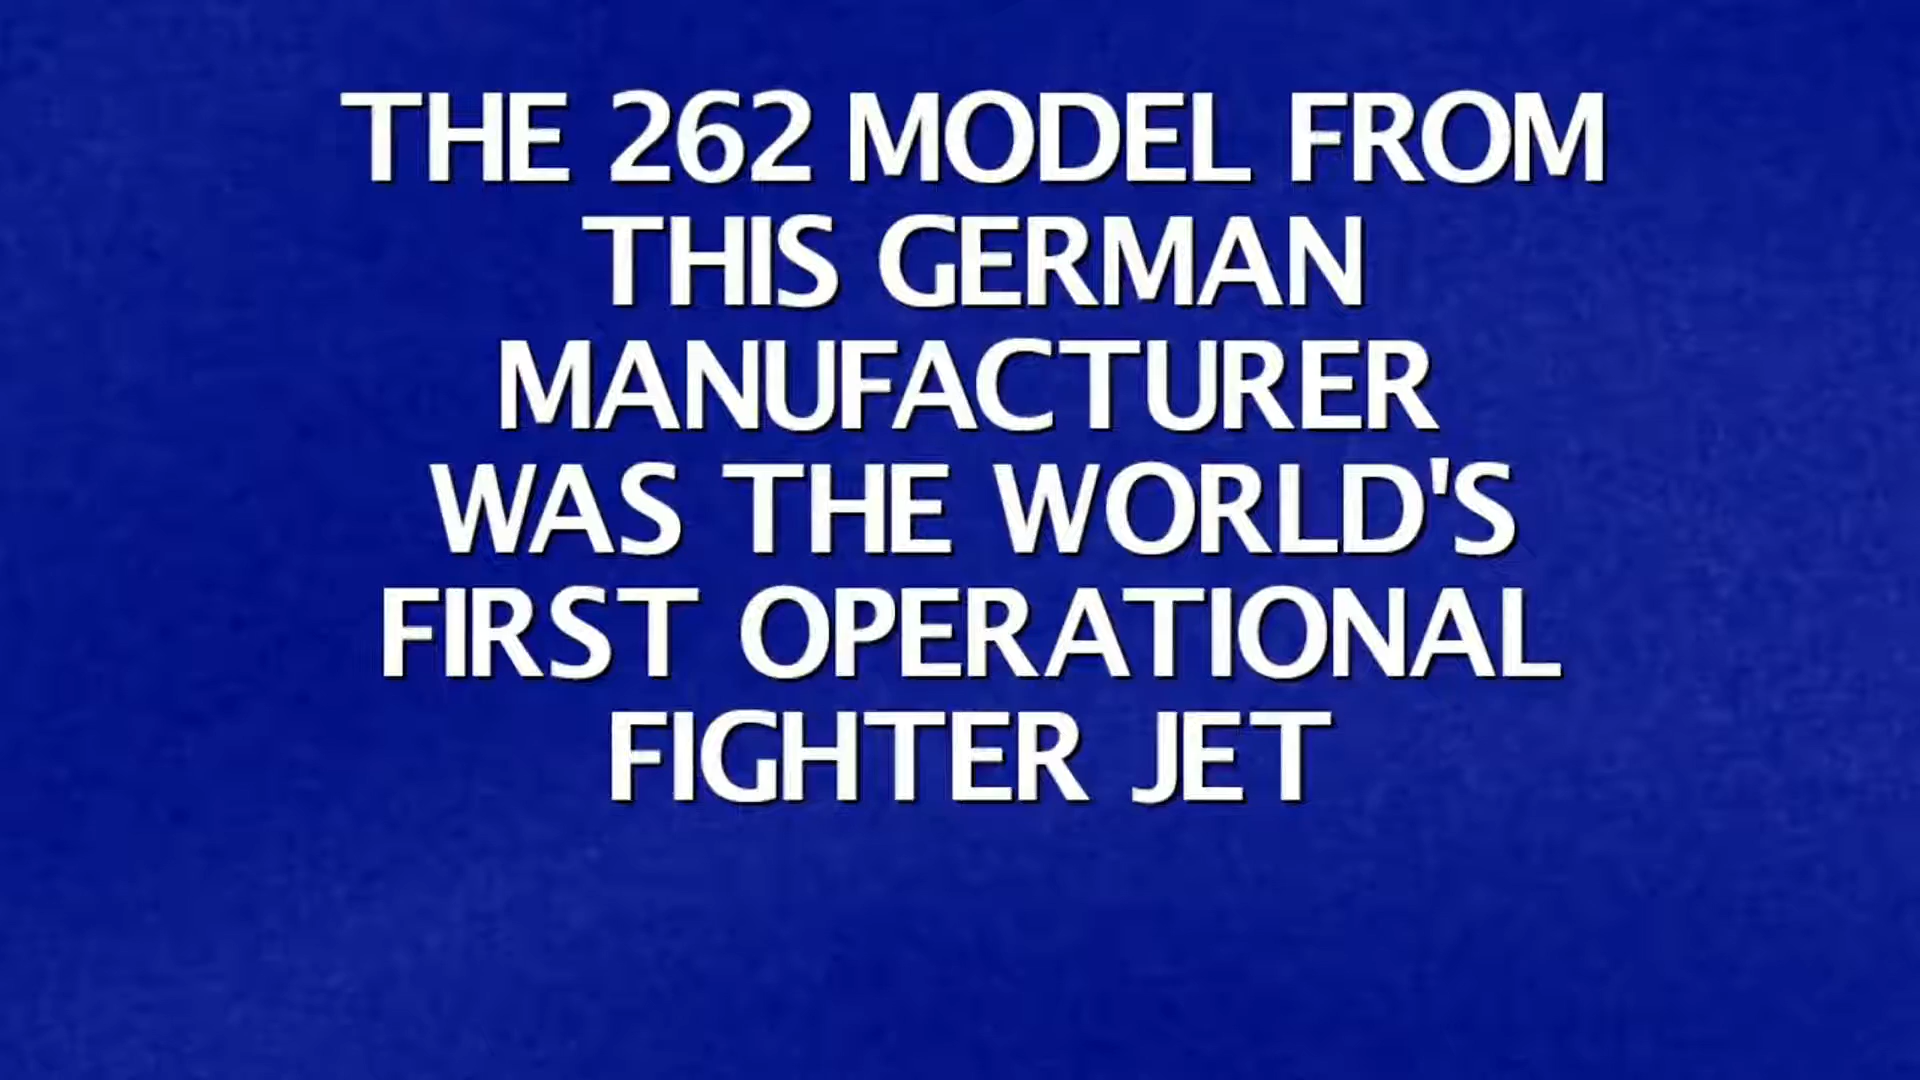 THE 262 MODEL FROM
THIS GERMAN
MANUFACTURER
WAS THE WORLD'S
FIRST OPERATIONAL
FIGHTER JET